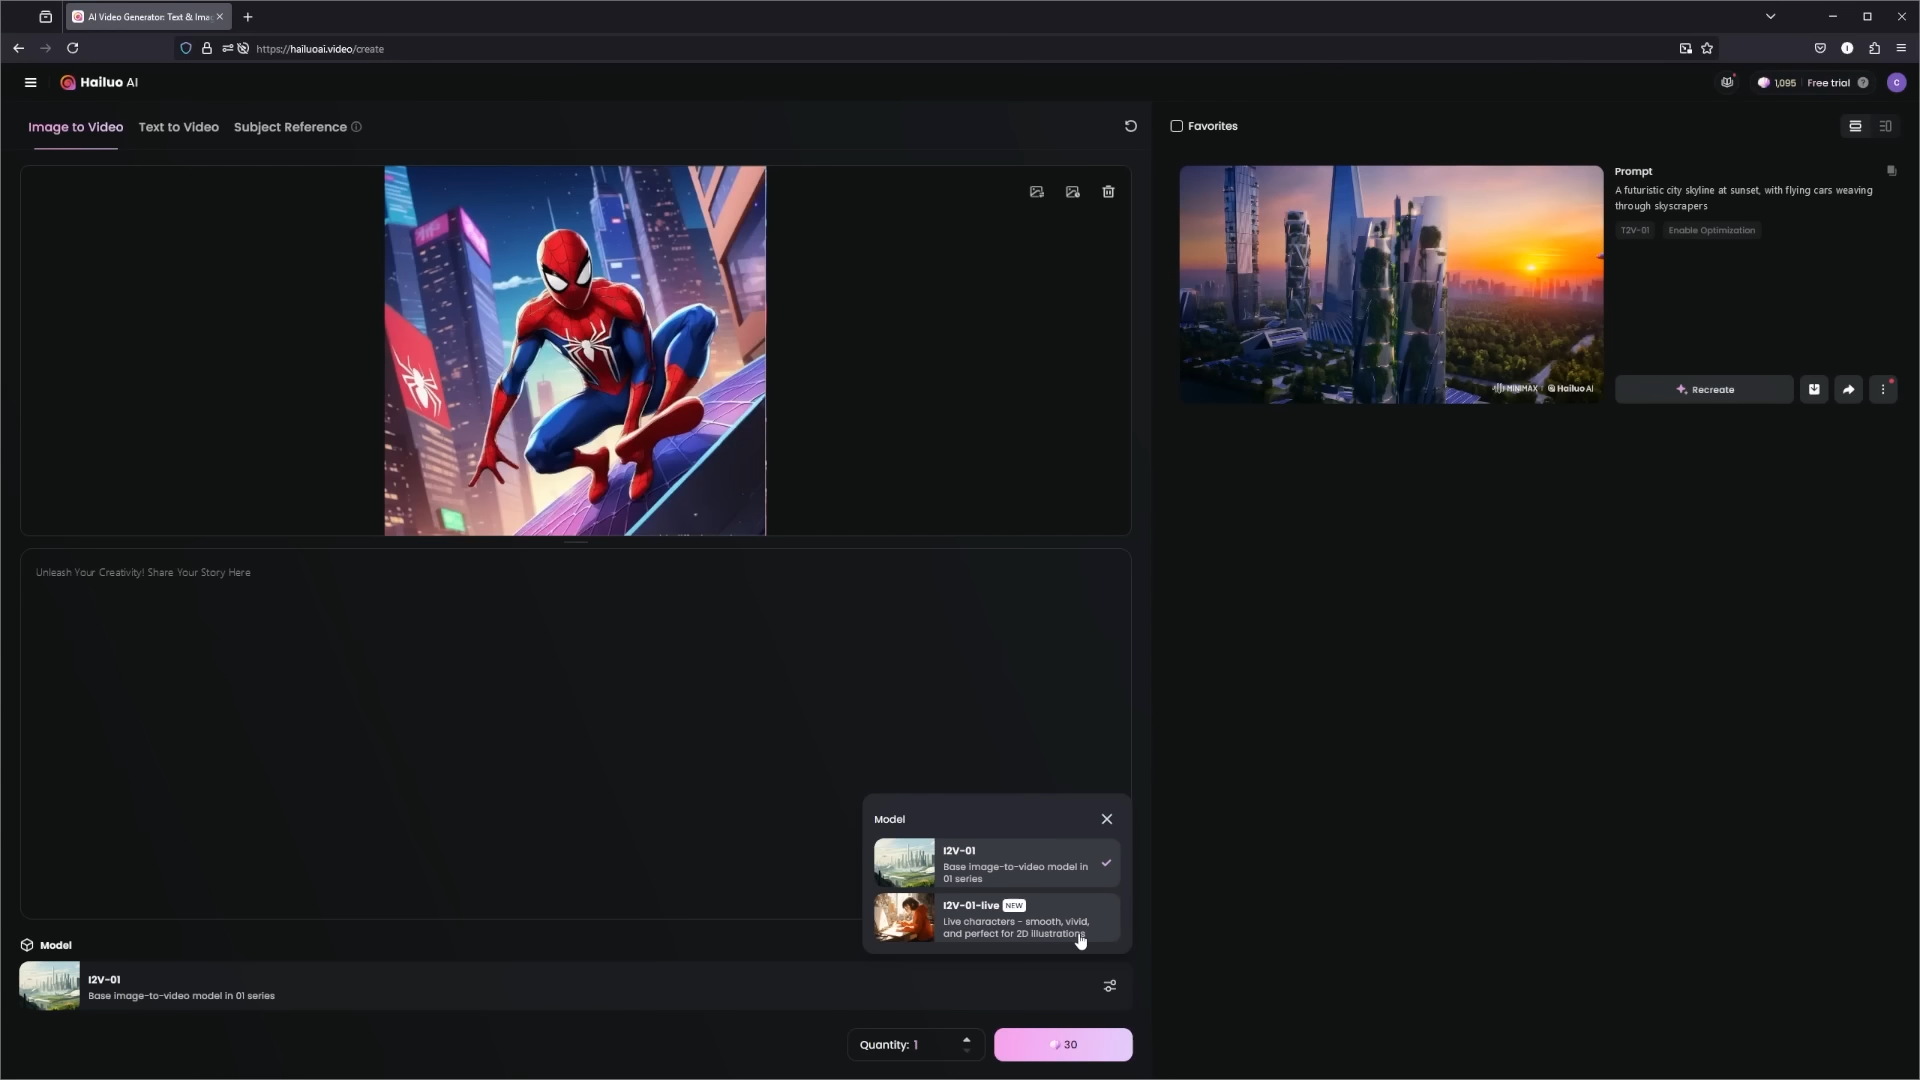 AI Video Generator: Text & Ima
https://hailuoai.video/create
Hailuo AI
1,095
Free trial
C
Image to Video
Text to Video
Subject Reference
Favorites
Prompt
A futuristic city skyline at sunset, with flying cars weaving
through skyscrapers
T2V-01
Enable Optimization
MINIMAX
Hailuo AI
Recreate
Unleash Your Creativity! Share Your Story Here
Model
I2V-01
Base image-to-video model in
01 series
I2V-01-live NEW
Live characters - smooth, vivid,
and perfect for 2D illustrations
Model
I2V-01
Base image-to-video model in 01 series
Quantity: 1
30